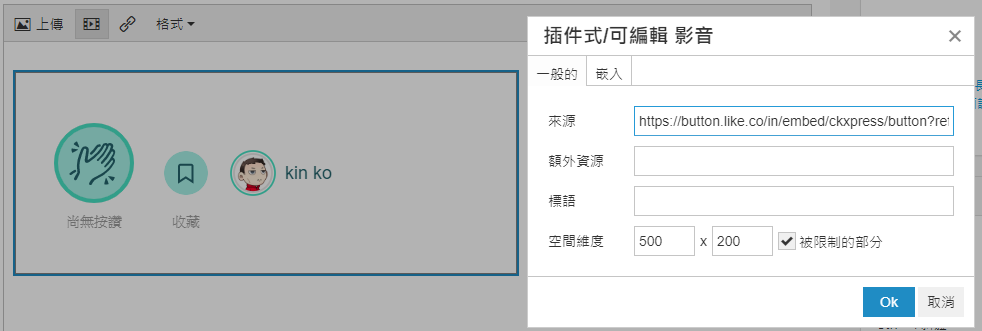 上傳 格式
尚無按讚 收藏 kin ko
插件式/可編輯 影音
一般的 嵌入
來源 https://button.like.co/in/embed/ckxpress/button?re
額外資源
標語
空間維度 500 x 200 被限制的部分
Ok 取消